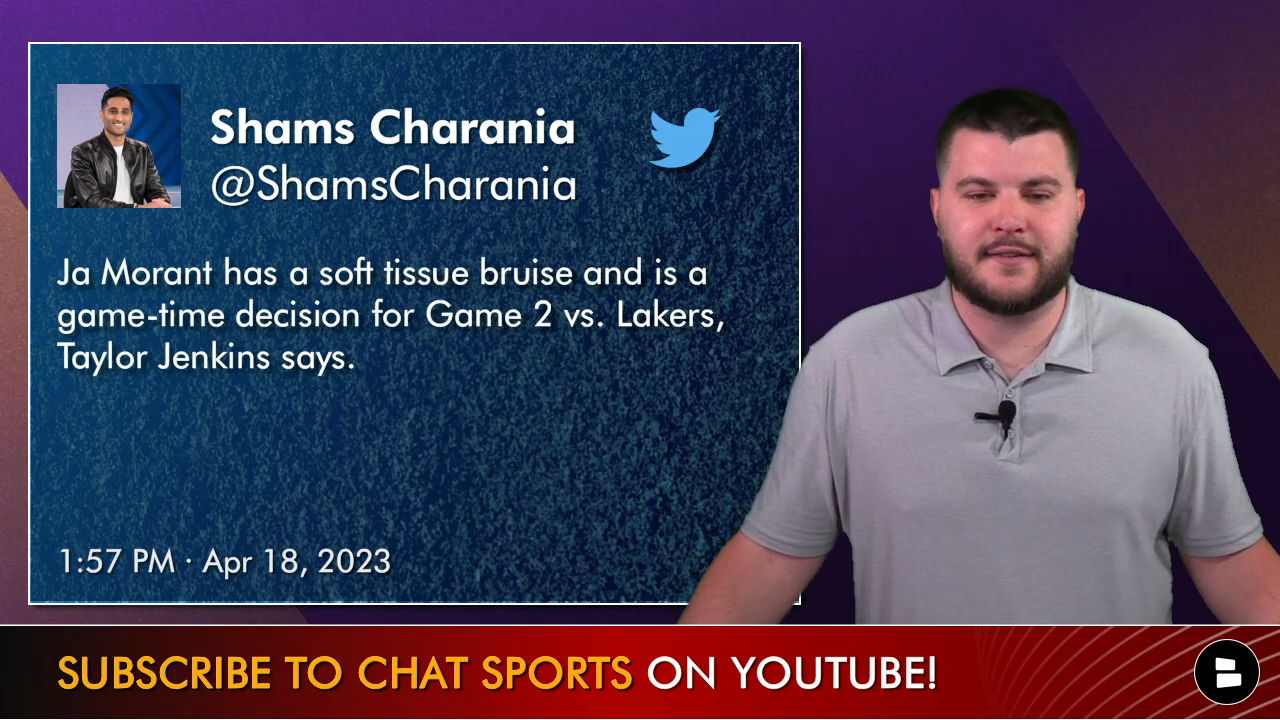 Shams Charania
@ShamsCharania
Ja Morant has a soft tissue bruise and is a
game-time decision for Game 2 vs. Lakers,
Taylor Jenkins says.
1:57 PM · Apr 18, 2023
SUBSCRIBE TO CHAT SPORTS ON YOUTUBE!